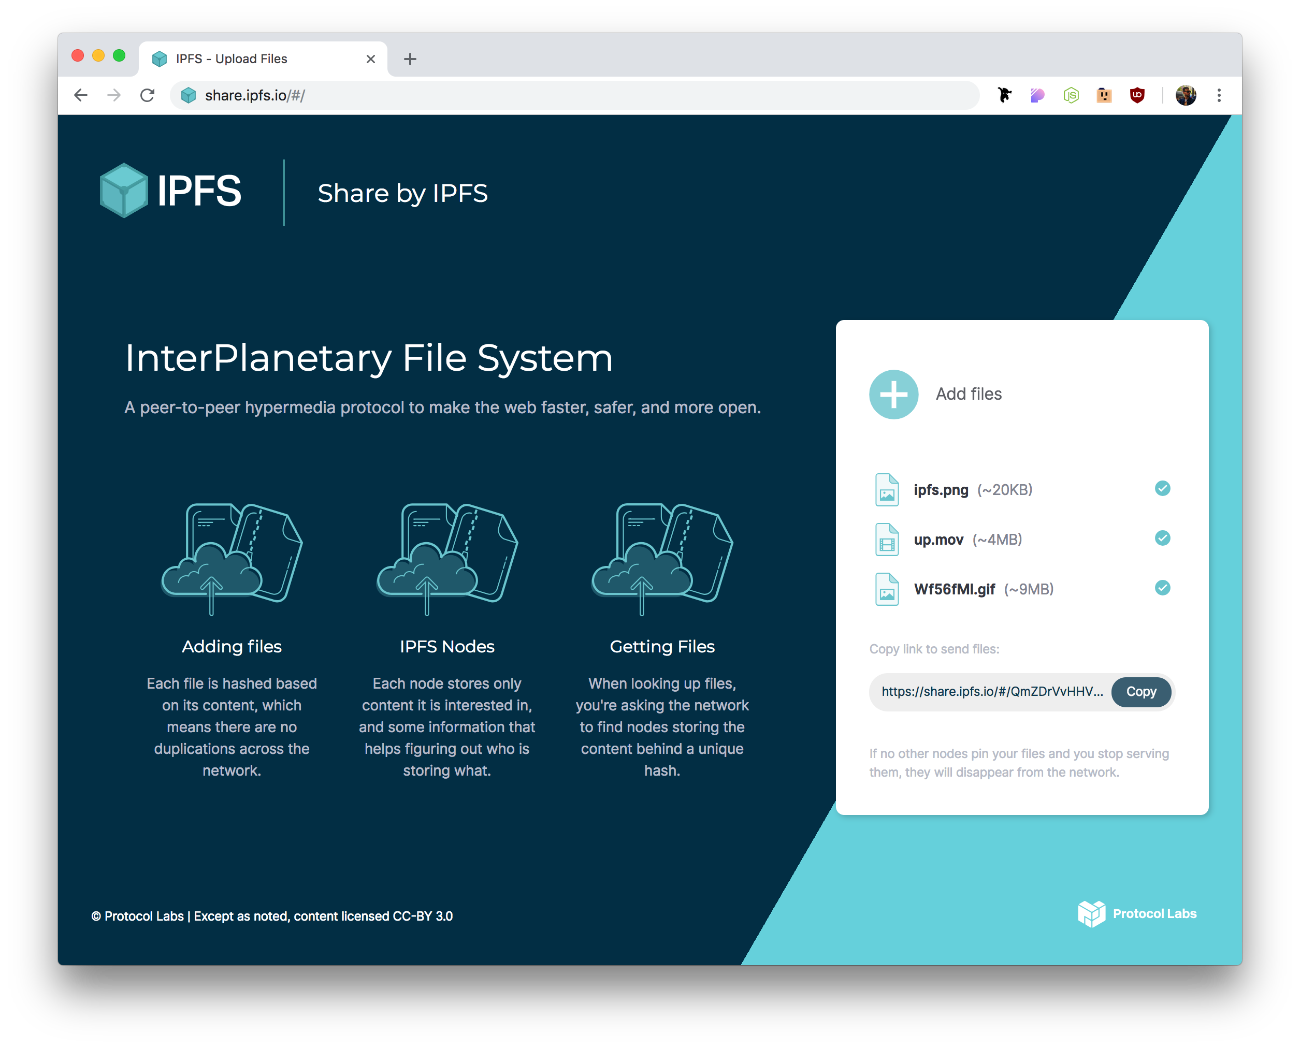 IPFS - Upload Files
share.ipfs.io/#/
IPFS
Share by IPFS
InterPlanetary File System
A peer-to-peer hypermedia protocol to make the web faster, safer, and more open.
Adding files
Each file is hashed based
on its content, which
means there are no
duplications across the
network.
IPFS Nodes
Each node stores only
content it is interested in,
and some information that
helps figuring out who is
storing what.
Getting Files
When looking up files,
you're asking the network
to find nodes storing the
content behind a unique
hash.
Add files
ipfs.png (~20KB)
up.mov (~4MB)
Wf56fMI.gif (~9MB)
Copy link to send files:
https://share.ipfs.io/#/QmZDrVvHHV... Copy
If no other nodes pin your files and you stop serving
them, they will disappear from the network.
© Protocol Labs | Except as noted, content licensed CC-BY 3.0
Protocol Labs